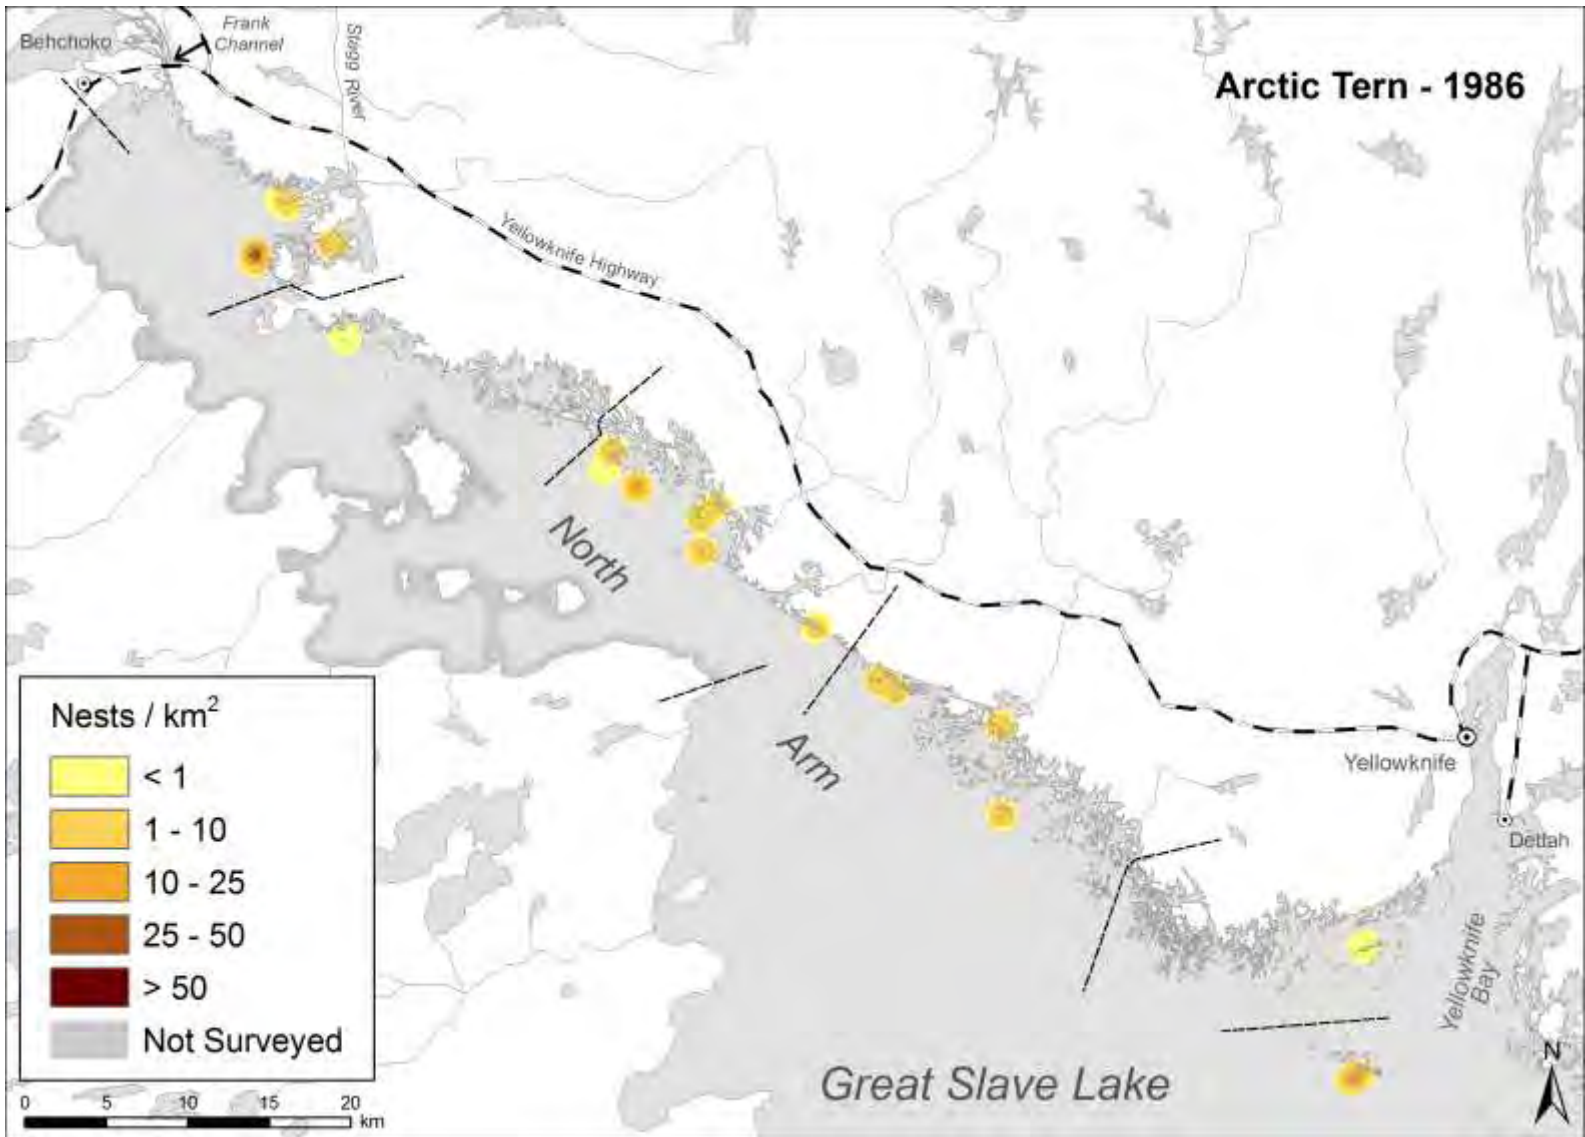 Behchoko
Frank
Channel
Stagg River
Arctic Tern - 1986
Yellowknife Highway
North
Arm
Nests / km²
< 1
1 - 10
10 - 25
25 - 50
> 50
Not Surveyed
Yellowknife
Dettah
Yellowknife
Bay
Great Slave Lake
N
0 5 10 15 20
km